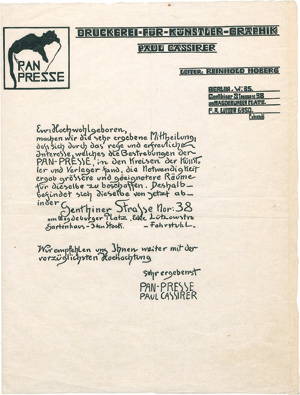 PAN
PRESSE
DRUCKEREI-FÜR-KÜNSTLER-GRAPHIK
PAUL CASSIRER
LEITER: REINHOLD HOBERG
BERLIN, W. 35.
Genthiner Strasse 38
am MAGDEBURGER PLATZ.
F. A. LÜTZOW 6950.
Euer Hochwohlgeboren,
machen wir die sehr ergebene Mittheilung,
daß sich durch das rege und erfreuliche
Interesse, welches die Bestrebungen der
PAN-PRESSE, in den Kreisen der Künst-
ler und Verleger fand, die Notwendigkeit
ergab grössere und geeignetere Räume
für dieselbe zu beschaffen. Deshalb
befindet sich dieselbe von jetzt ab
in der
Genthiner Strasse Nor: 38
am Magdeburger Platz, Ecke Lützowstr
Gartenhaus - Stock. - Fahrstuhl.
Wir empfehlen uns Ihnen weiter mit der
vorzüglichsten Hochachtung
sehr ergebenst
PAN-PRESSE
PAUL CASSIRER